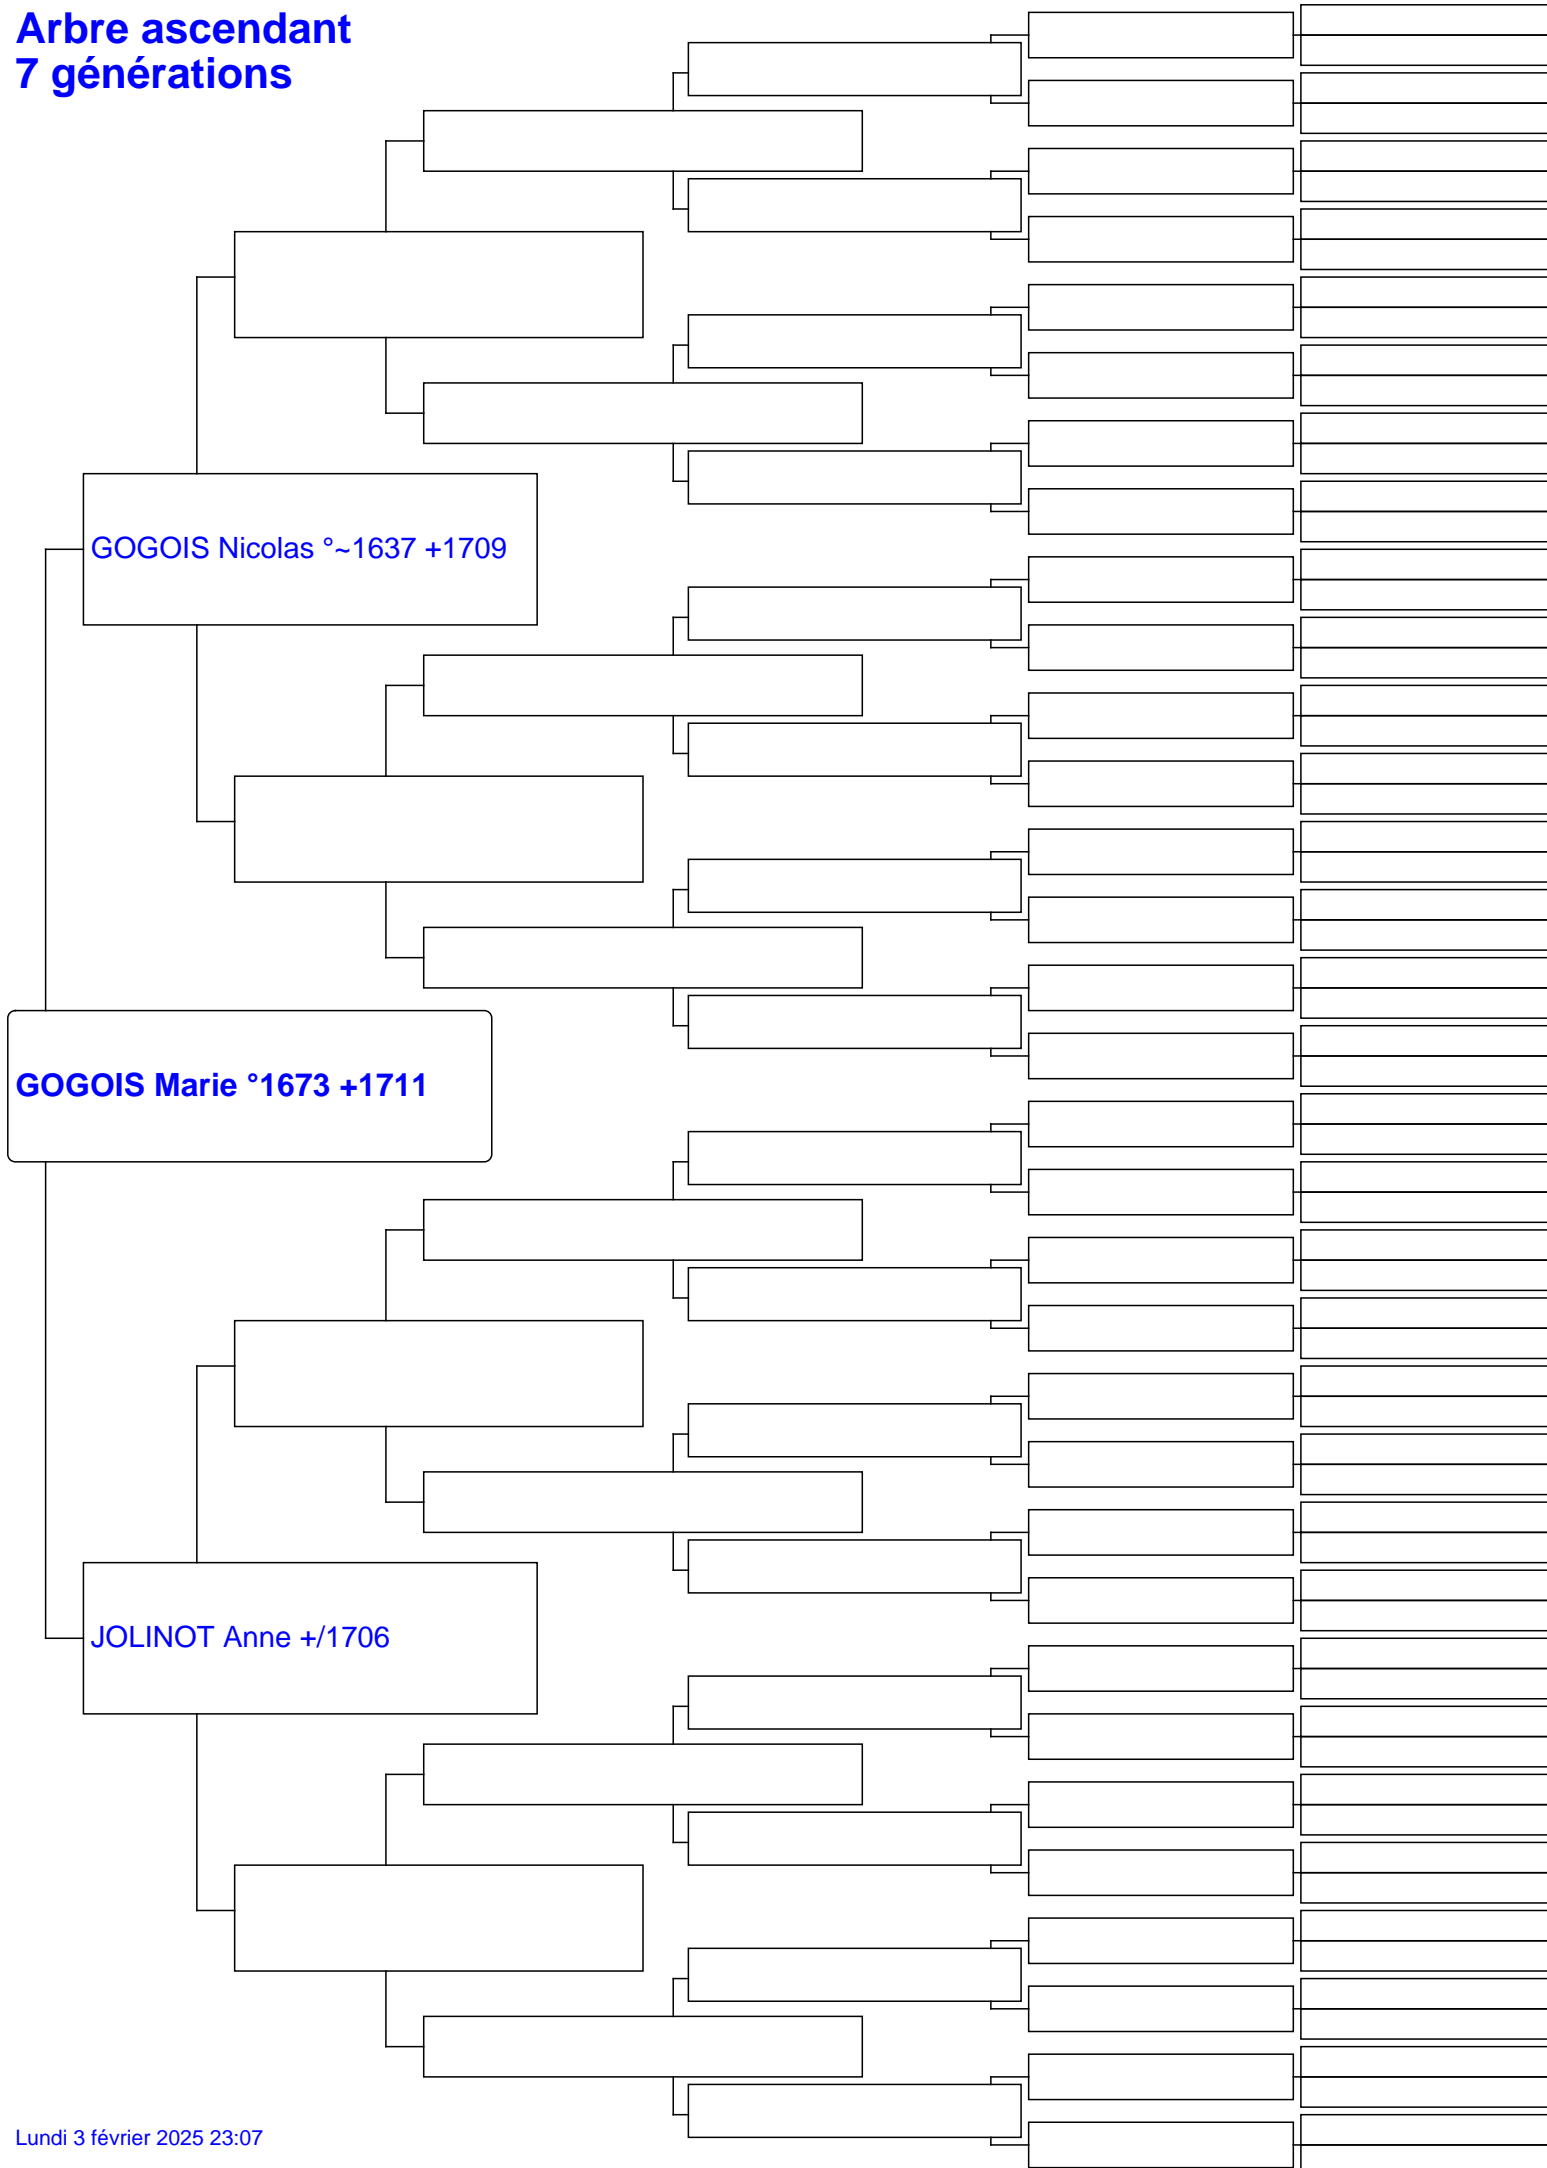 Arbre ascendant
7 générations
GOGOIS Nicolas °~1637 +1709
GOGOIS Marie °1673 +1711
JOLINOT Anne +/1706
Lundi 3 février 2025 23:07